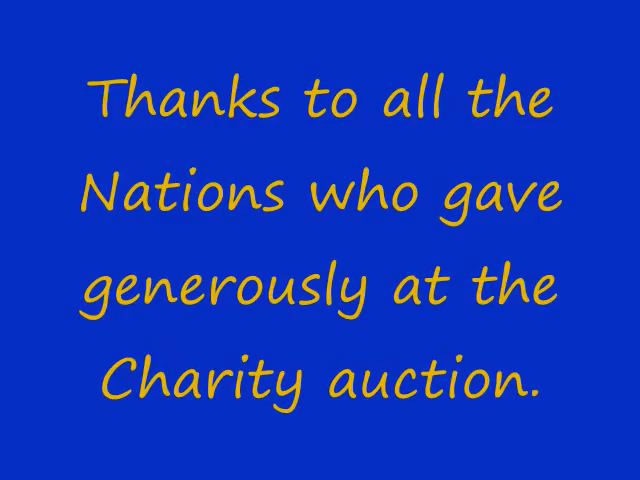 Thanks to all the
Nations who gave
generously at the
Charity auction.